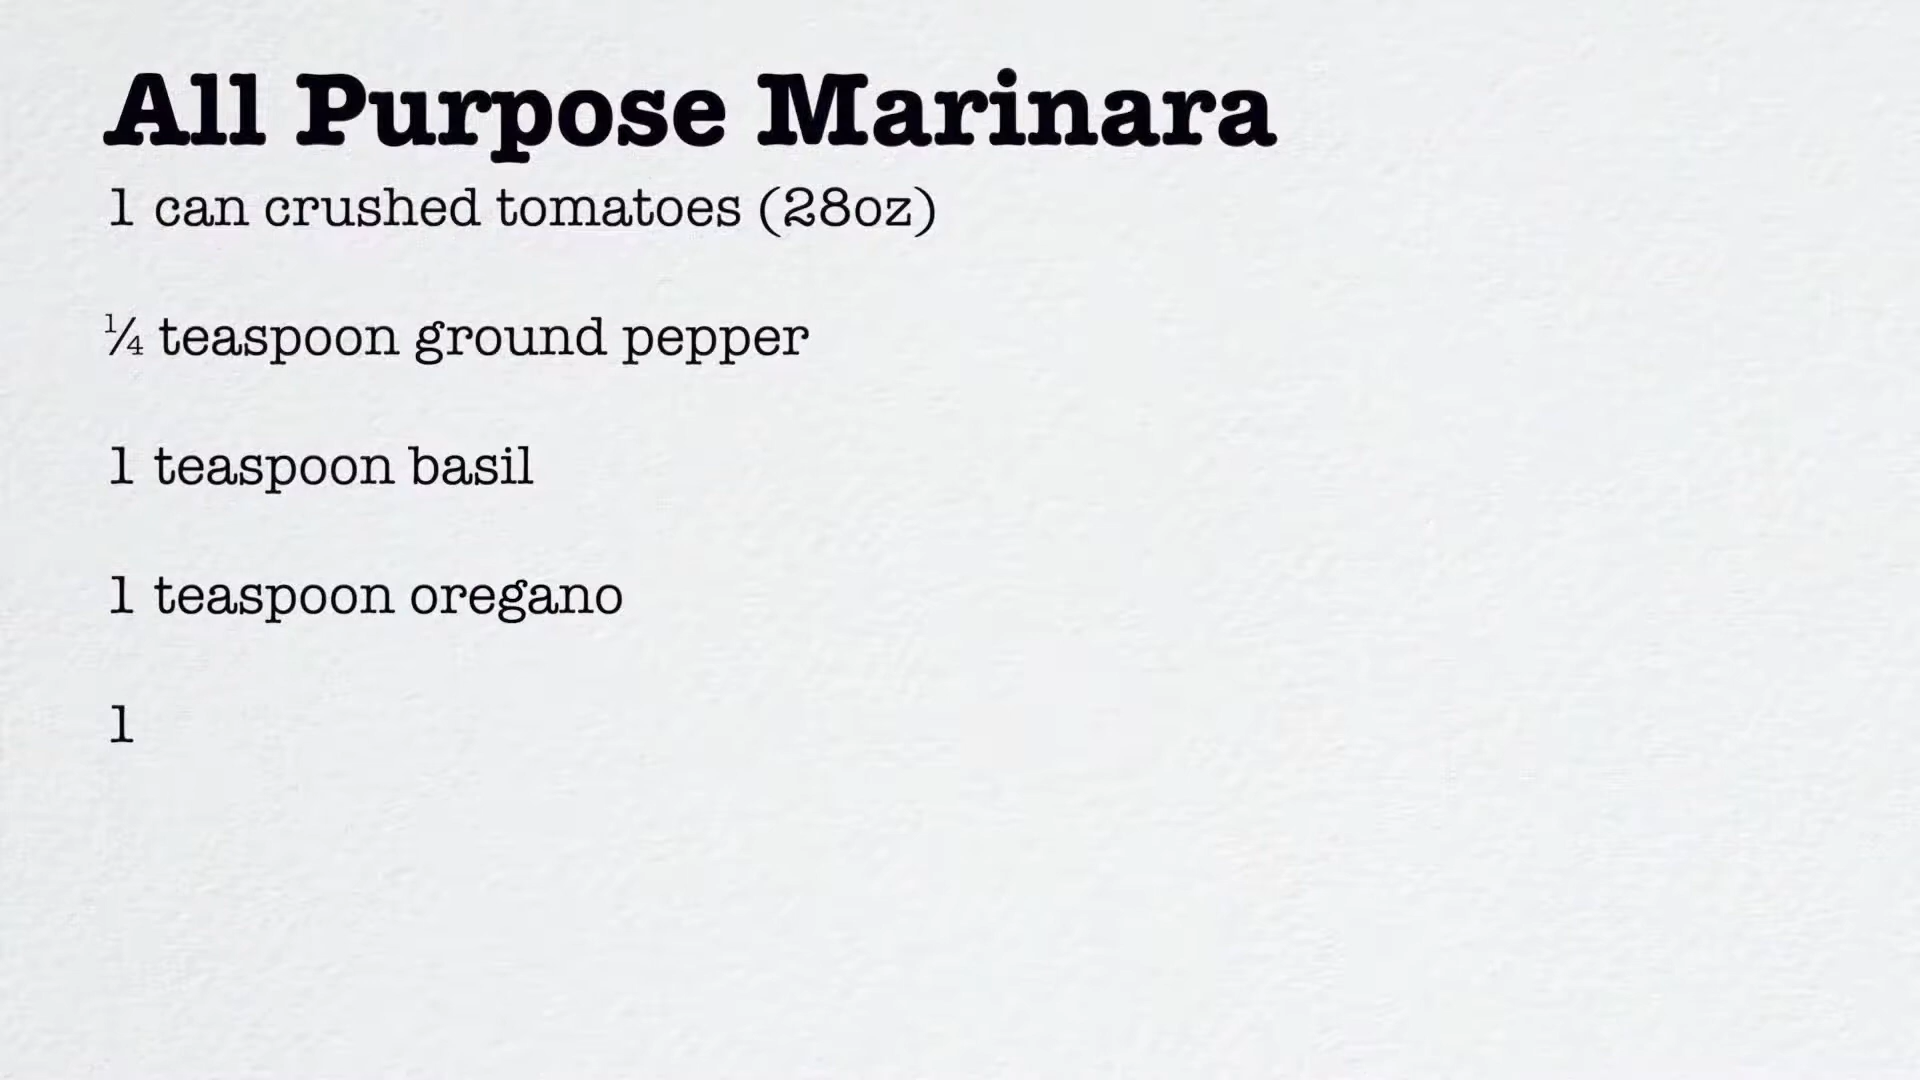 All Purpose Marinara
1 can crushed tomatoes (28oz)
¼ teaspoon ground pepper
1 teaspoon basil
1 teaspoon oregano
1